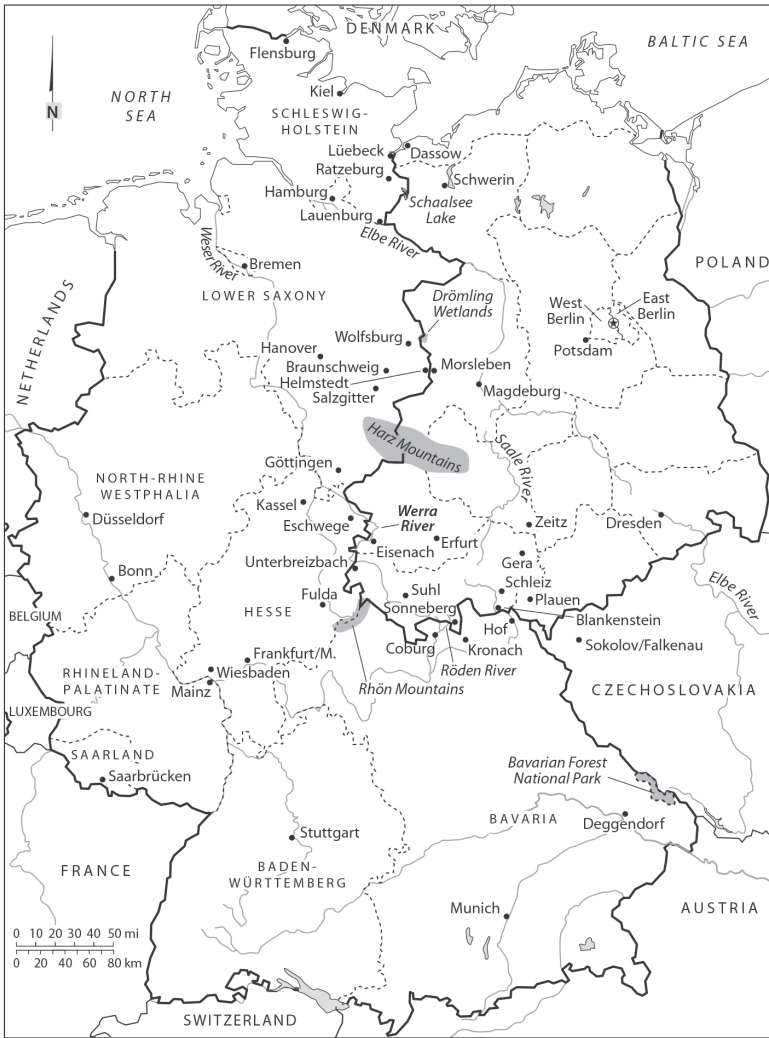 DENMARK
BALTIC SEA
Flensburg
NORTH
SEA
N
Kiel
SCHLESWIG-
HOLSTEIN
Lüebeck
Dassow
Ratzeburg
Schwerin
Hamburg
Schaalsee
Lake
Lauenburg
Elbe River
Weser River
Bremen
POLAND
LOWER SAXONY
NETHERLANDS
Drömling
Wetlands
West
Berlin
East
Berlin
Wolfsburg
Potsdam
Hanover
Braunschweig
Morsleben
Helmstedt
Salzgitter
Magdeburg
Harz Mountains
Saale River
Göttingen
NORTH-RHINE
WESTPHALIA
Kassel
Werra
River
Düsseldorf
Eschwege
Zeitz
Dresden
Eisenach
Erfurt
Unterbreizbach
Gera
Bonn
Schleiz
Elbe River
Fulda
Suhl
Plauen
HESSE
Sonneberg
BELGIUM
Blankenstein
Hof
Coburg
Kronach
Sokolov/Falkenau
Frankfurt/M.
Röden River
RHINELAND-
PALATINATE
Wiesbaden
Mainz
Rhön Mountains
CZECHOSLOVAKIA
LUXEMBOURG
SAARLAND
Saarbrücken
Bavarian Forest
National Park
BAVARIA
Deggendorf
Stuttgart
FRANCE
BADEN-
WÜRTTEMBERG
Munich
AUSTRIA
0 10 20 30 40 50 mi
0 20 40 60 80 km
SWITZERLAND